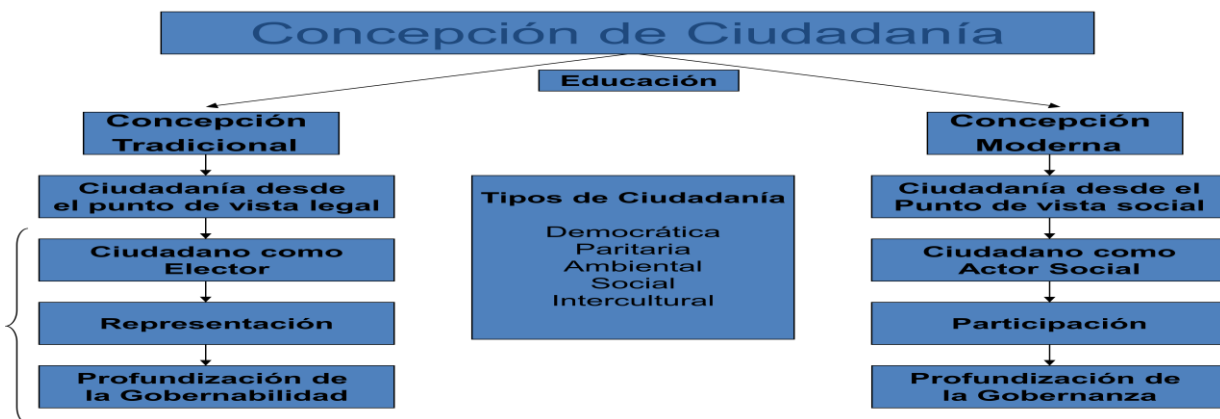 Concepción de Ciudadanía
Educación
Concepción
Tradicional
Ciudadanía desde
el punto de vista legal
Ciudadano como
Elector
Representación
Profundización de
la Gobernabilidad
Tipos de Ciudadanía
Democrática
Paritaria
Ambiental
Social
Intercultural
Concepción
Moderna
Ciudadanía desde el
Punto de vista social
Ciudadano como
Actor Social
Participación
Profundización de
la Gobernanza